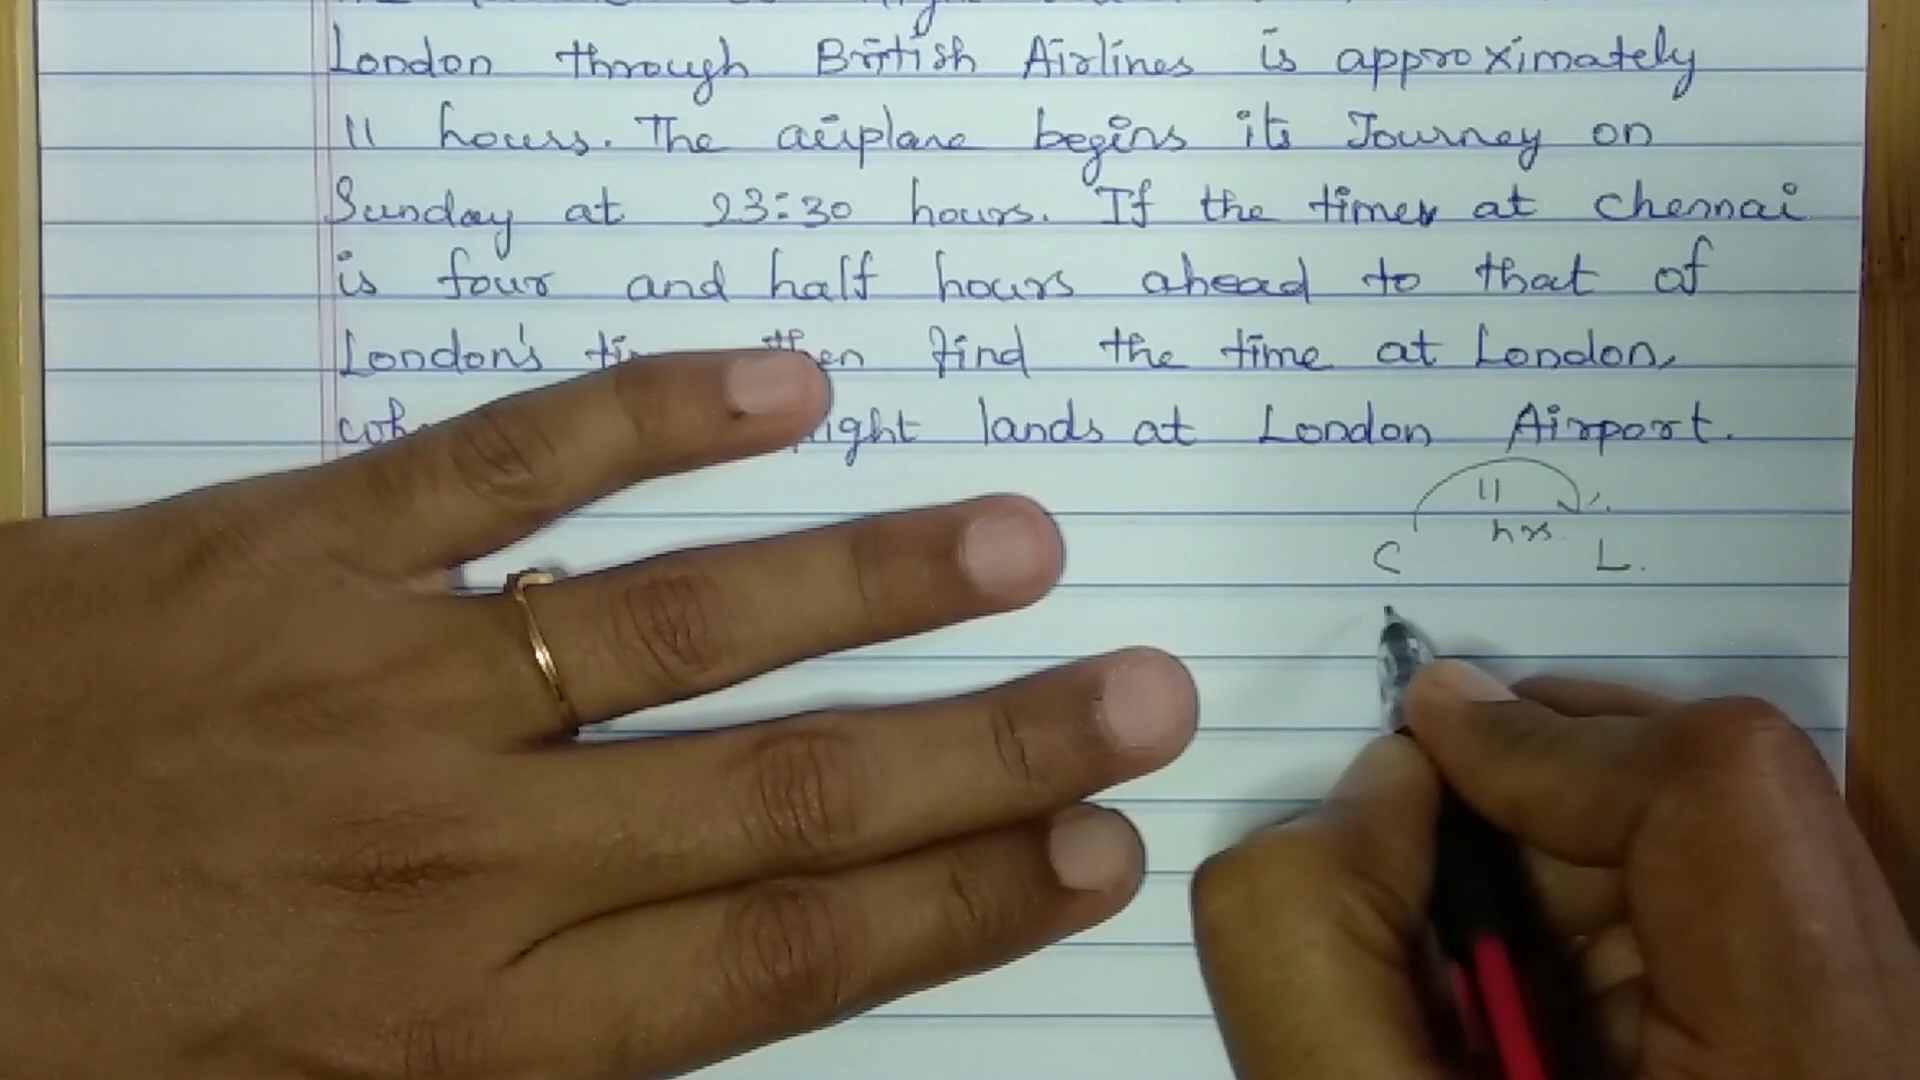 London through British Airlines is approximately
11 hours. The airplane begins its Journey on
Sunday at 23:30 hours. If the time at Chennai
is four and half hours ahead to that of
London's then find the time at London,
lands at London Airport.
11
hrs.
C L.